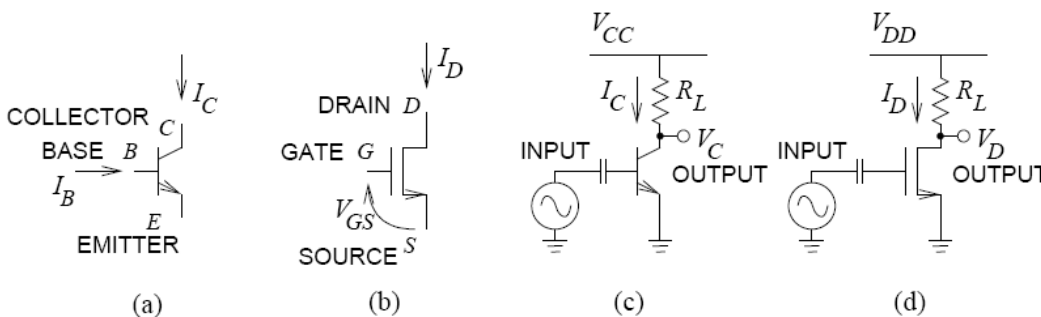 I_C
COLLECTOR C
BASE B
I_B
E
EMITTER
(a)
I_D
DRAIN D
GATE G
V_GS
S
SOURCE
(b)
V_CC
I_C R_L
V_C
INPUT
OUTPUT
(c)
V_DD
I_D R_L
V_D
INPUT
OUTPUT
(d)